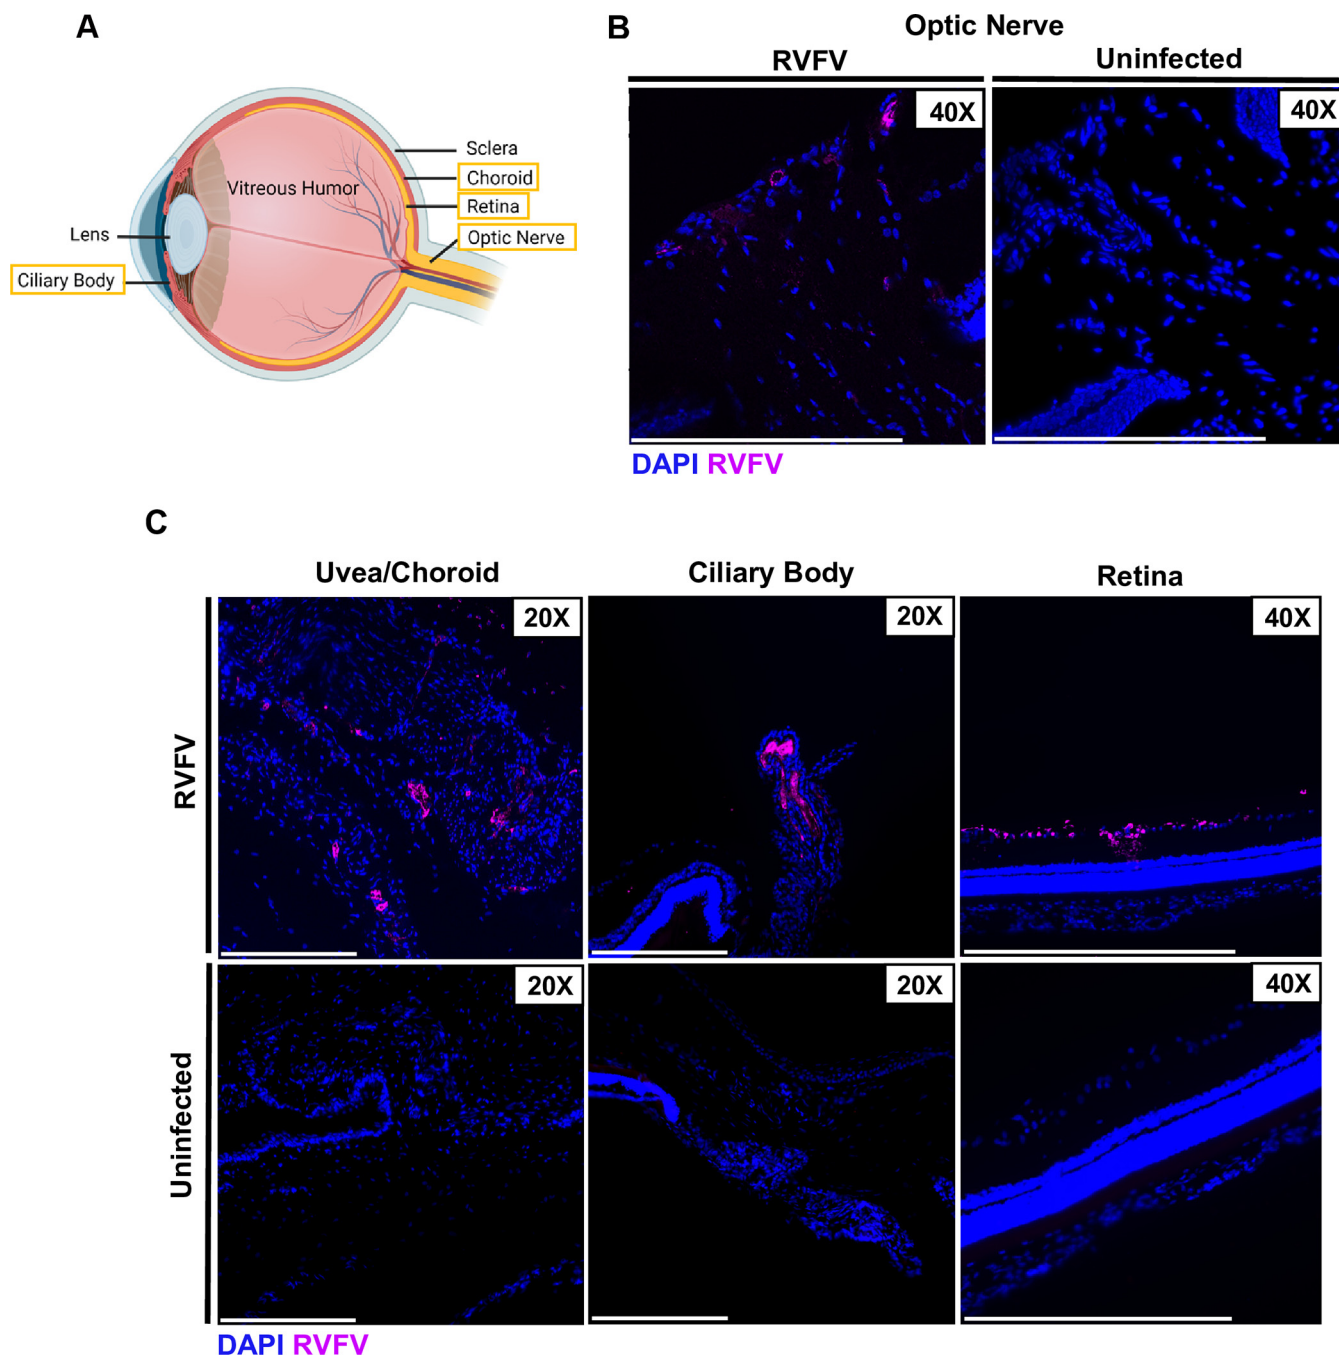 A
Sclera
Choroid
Vitreous Humor
Retina
Lens
Optic Nerve
Ciliary Body
B
Optic Nerve
RVFV
Uninfected
40X
40X
DAPI RVFV
C
Uvea/Choroid
Ciliary Body
Retina
RVFV
20X
20X
40X
Uninfected
20X
20X
40X
DAPI RVFV